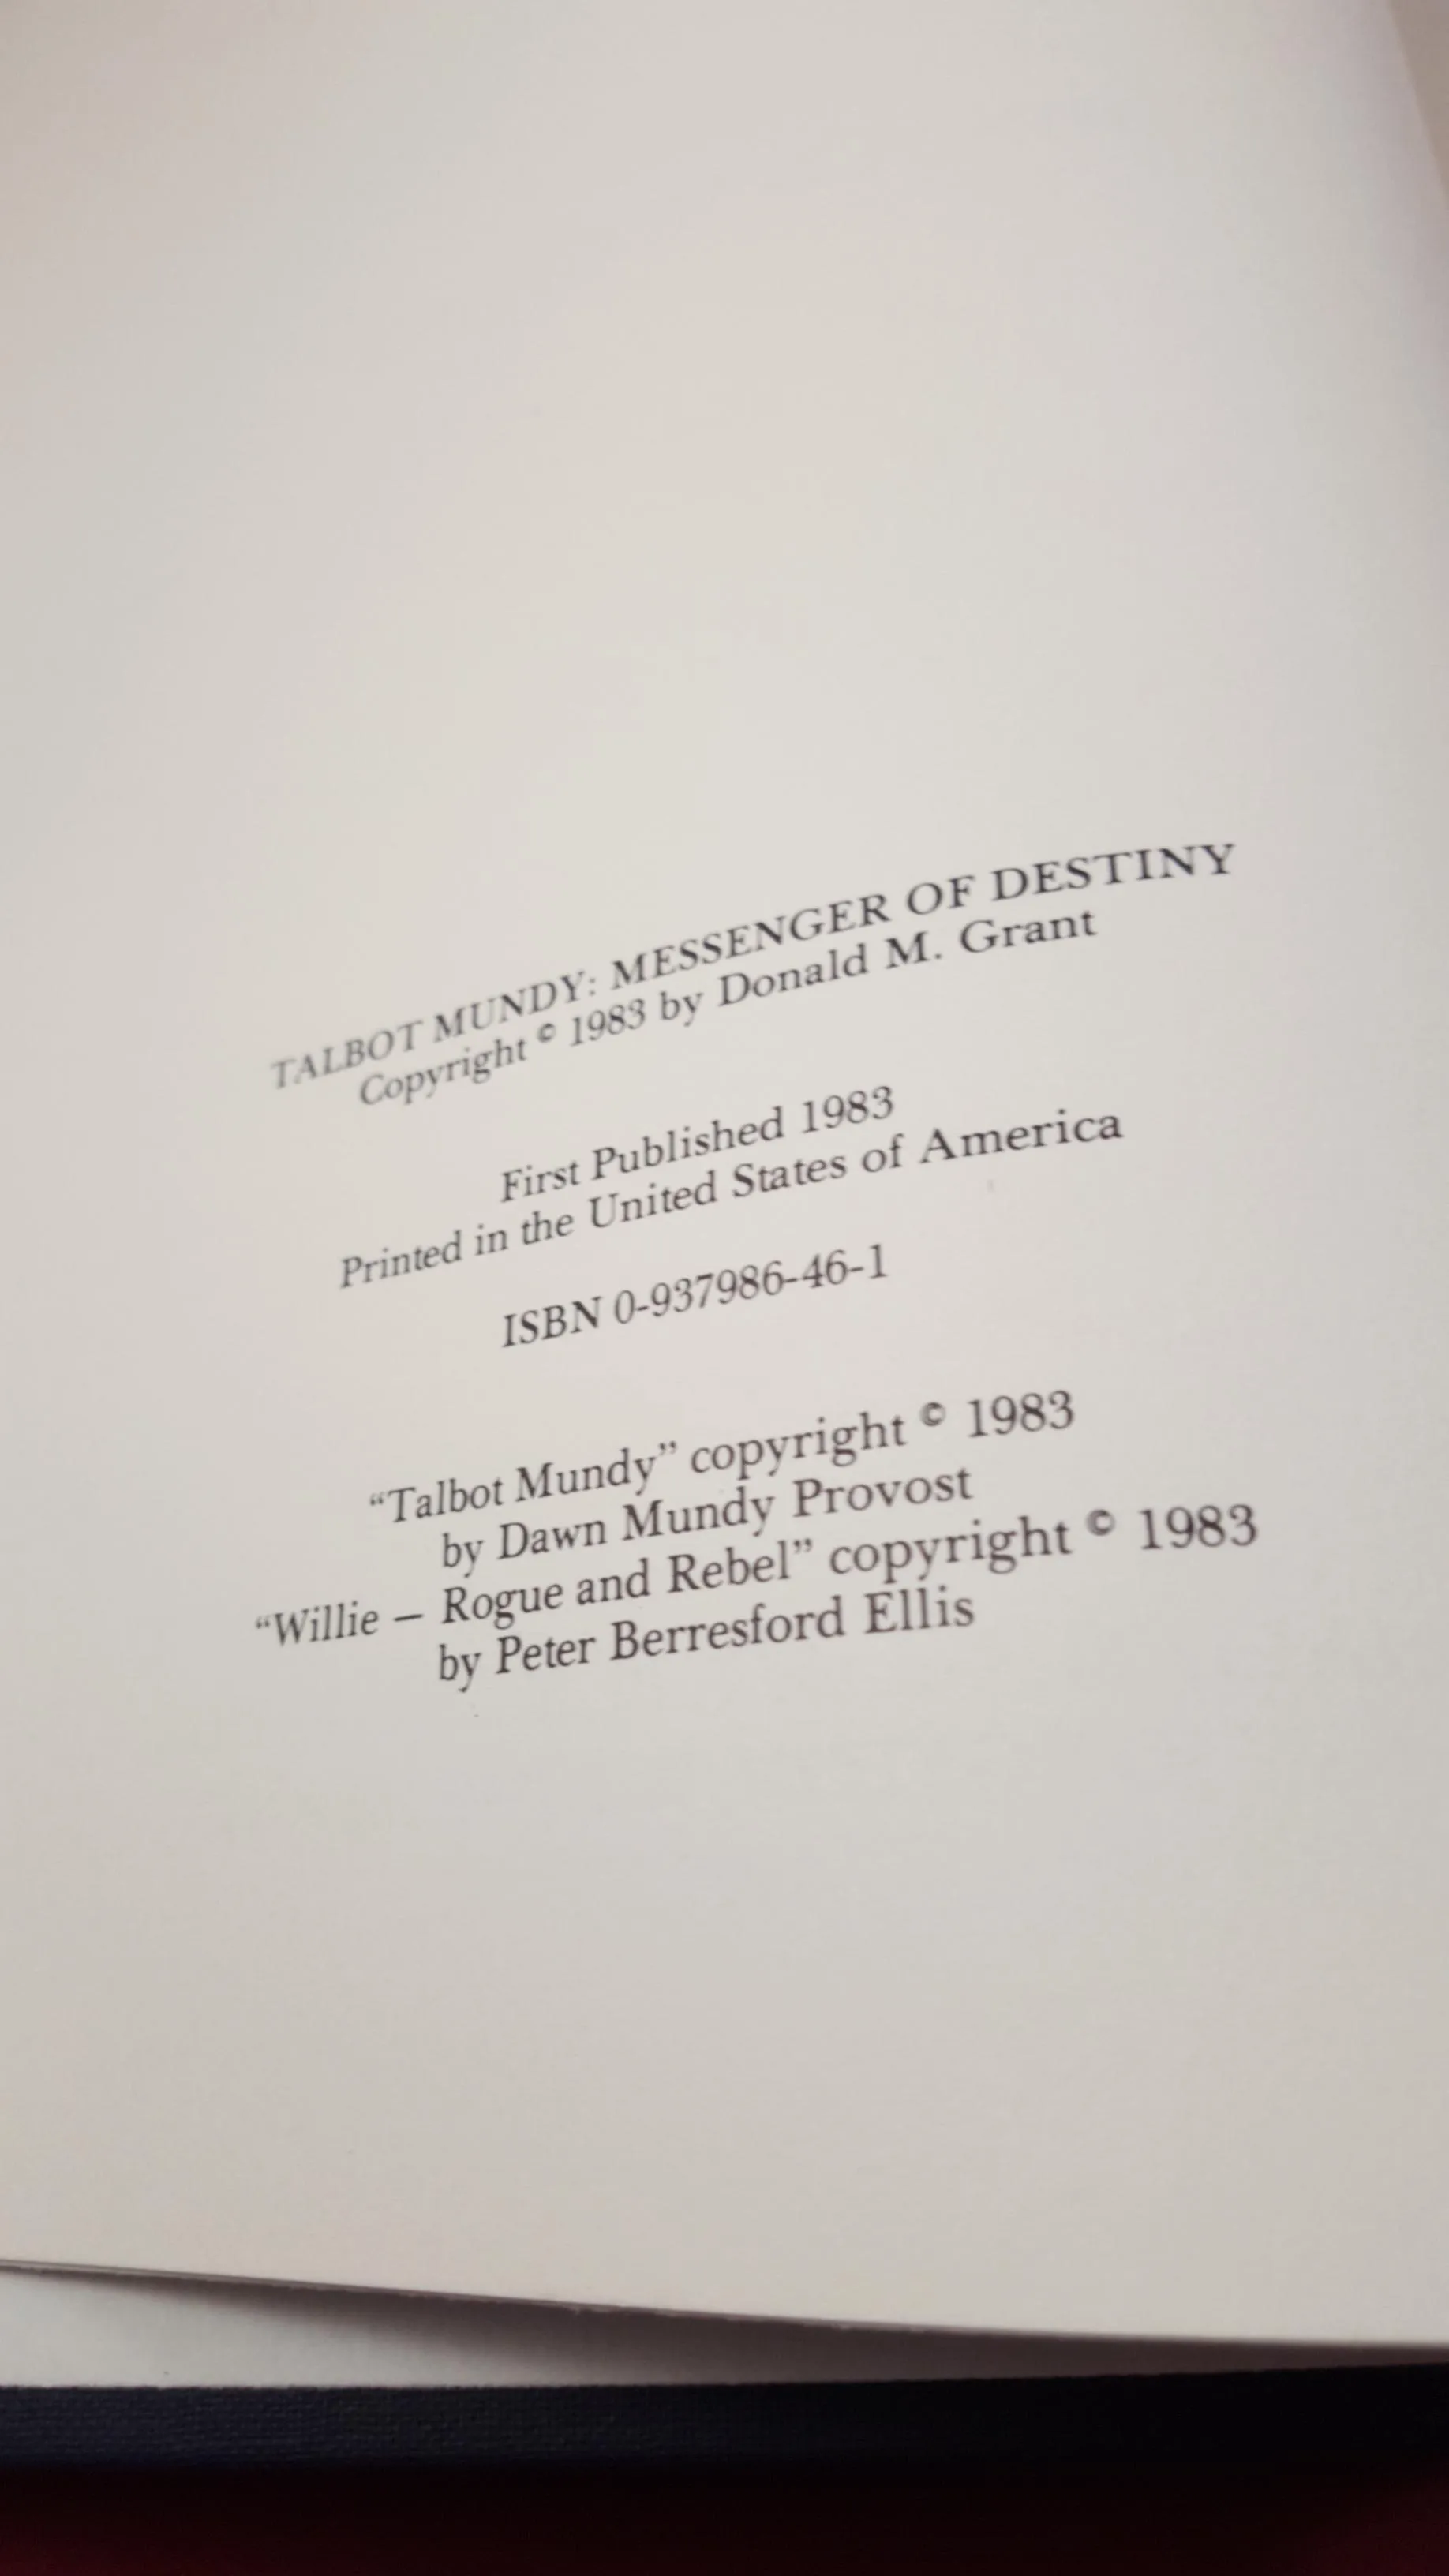 TALBOT MUNDY: MESSENGER OF DESTINY
Copyright © 1983 by Donald M. Grant
First Published 1983
Printed in the United States of America
ISBN 0-937986-46-1
“Talbot Mundy” copyright © 1983
by Dawn Mundy Provost
“Willie – Rogue and Rebel” copyright © 1983
by Peter Berresford Ellis